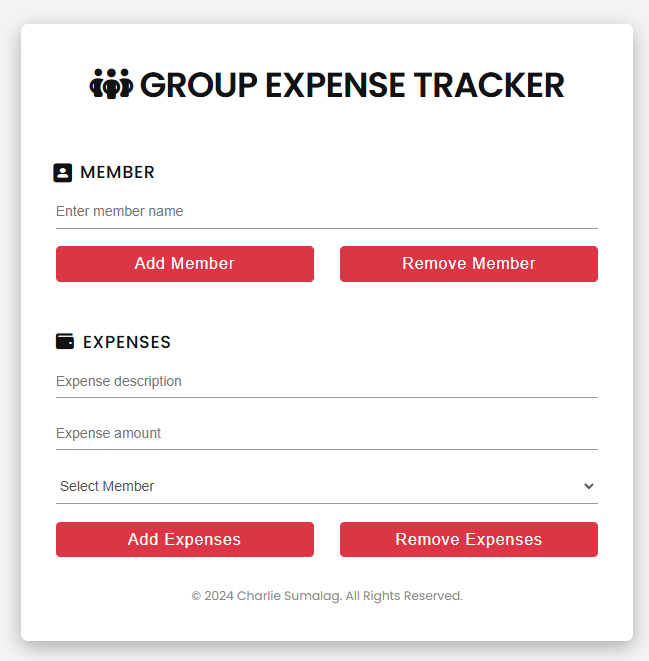 GROUP EXPENSE TRACKER
MEMBER
Enter member name
Add Member Remove Member
EXPENSES
Expense description
Expense amount
Select Member
Add Expenses Remove Expenses
© 2024 Charlie Sumalag. All Rights Reserved.